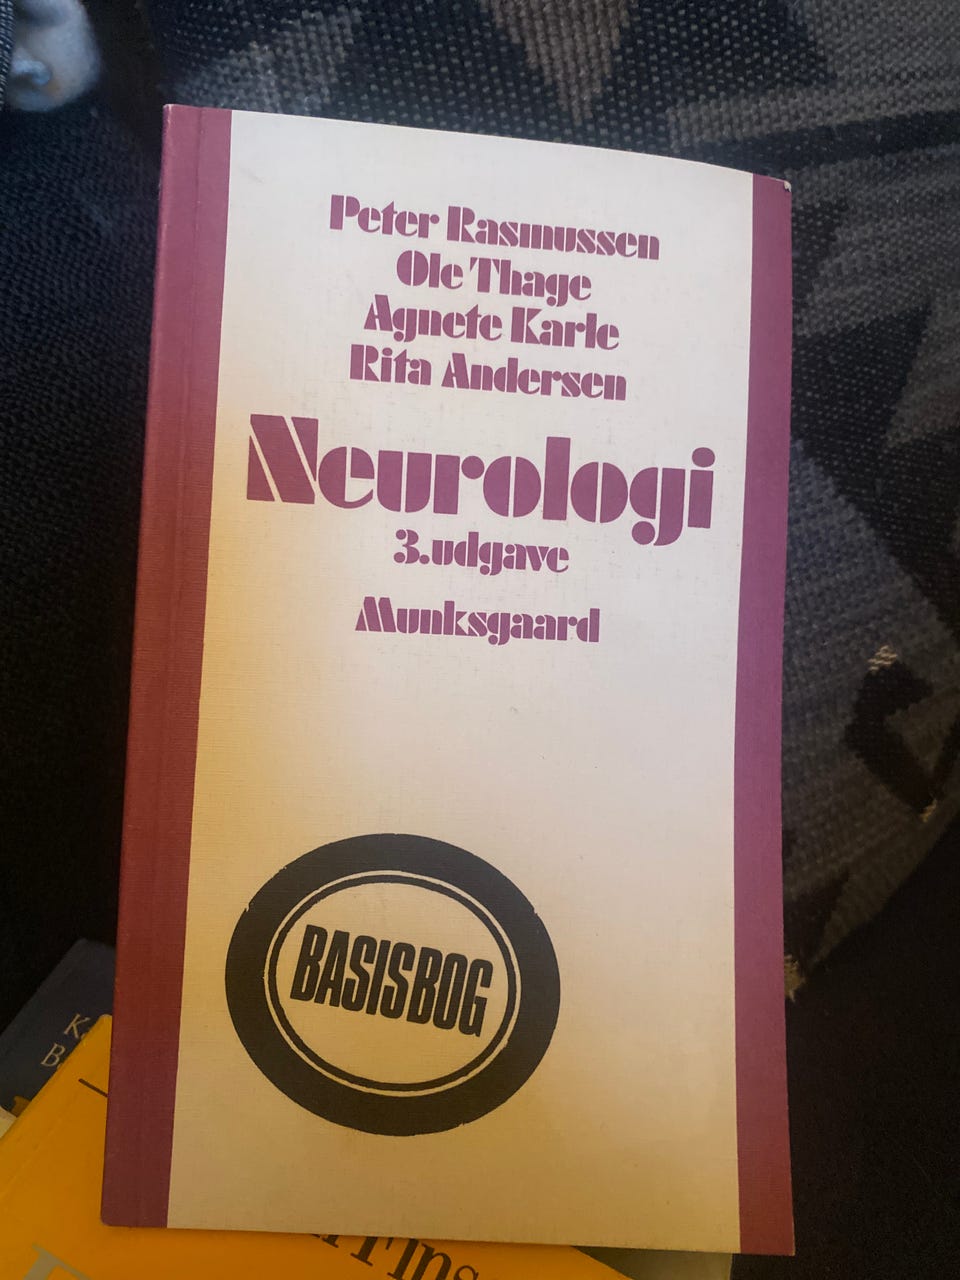 Peter Rasmussen
Ole Thage
Agnete Karle
Rita Andersen
Neurologi
3.udgave
Munksgaard
BASISBOG